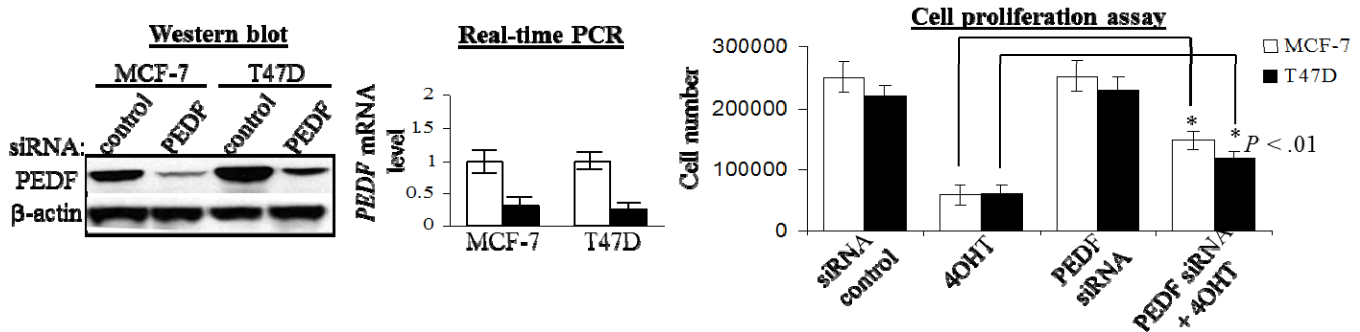 Western blot
MCF-7 T47D
control PEDF control PEDF
siRNA:
PEDF
β-actin
Real-time PCR
PEDF mRNA
level
2
1.5
1
0.5
0
MCF-7 T47D
Cell proliferation assay
Cell number
300000
200000
100000
0
MCF-7
T47D
* * P < .01
siRNA
control
4OHT
PEDF
siRNA
PEDF siRNA
+ 4OHT